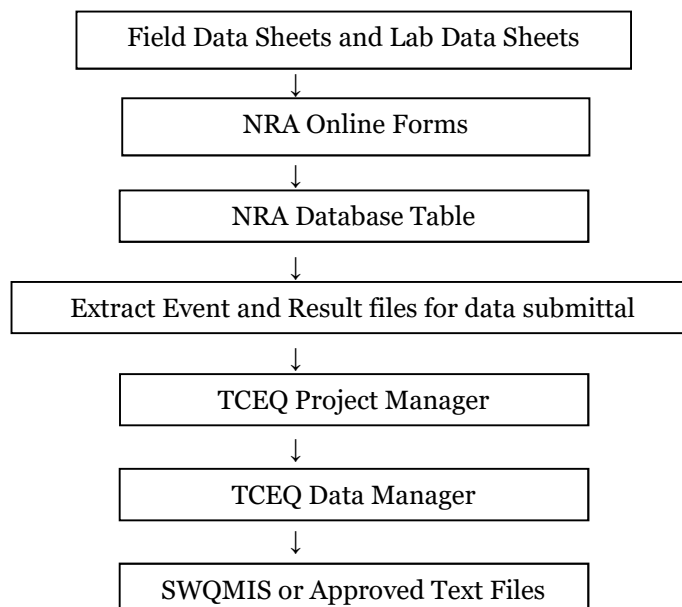 Field Data Sheets and Lab Data Sheets
↓
NRA Online Forms
↓
NRA Database Table
↓
Extract Event and Result files for data submittal
↓
TCEQ Project Manager
↓
TCEQ Data Manager
↓
SWQMIS or Approved Text Files